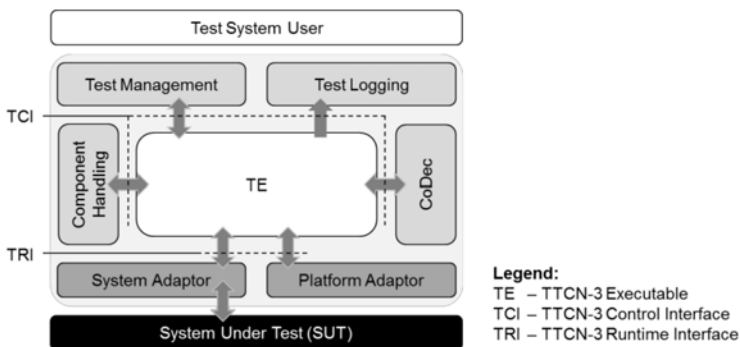 Test System User
Test Management
Test Logging
TCI
Component
Handling
TE
CoDec
TRI
System Adaptor
Platform Adaptor
System Under Test (SUT)
Legend:
TE – TTCN-3 Executable
TCI – TTCN-3 Control Interface
TRI – TTCN-3 Runtime Interface